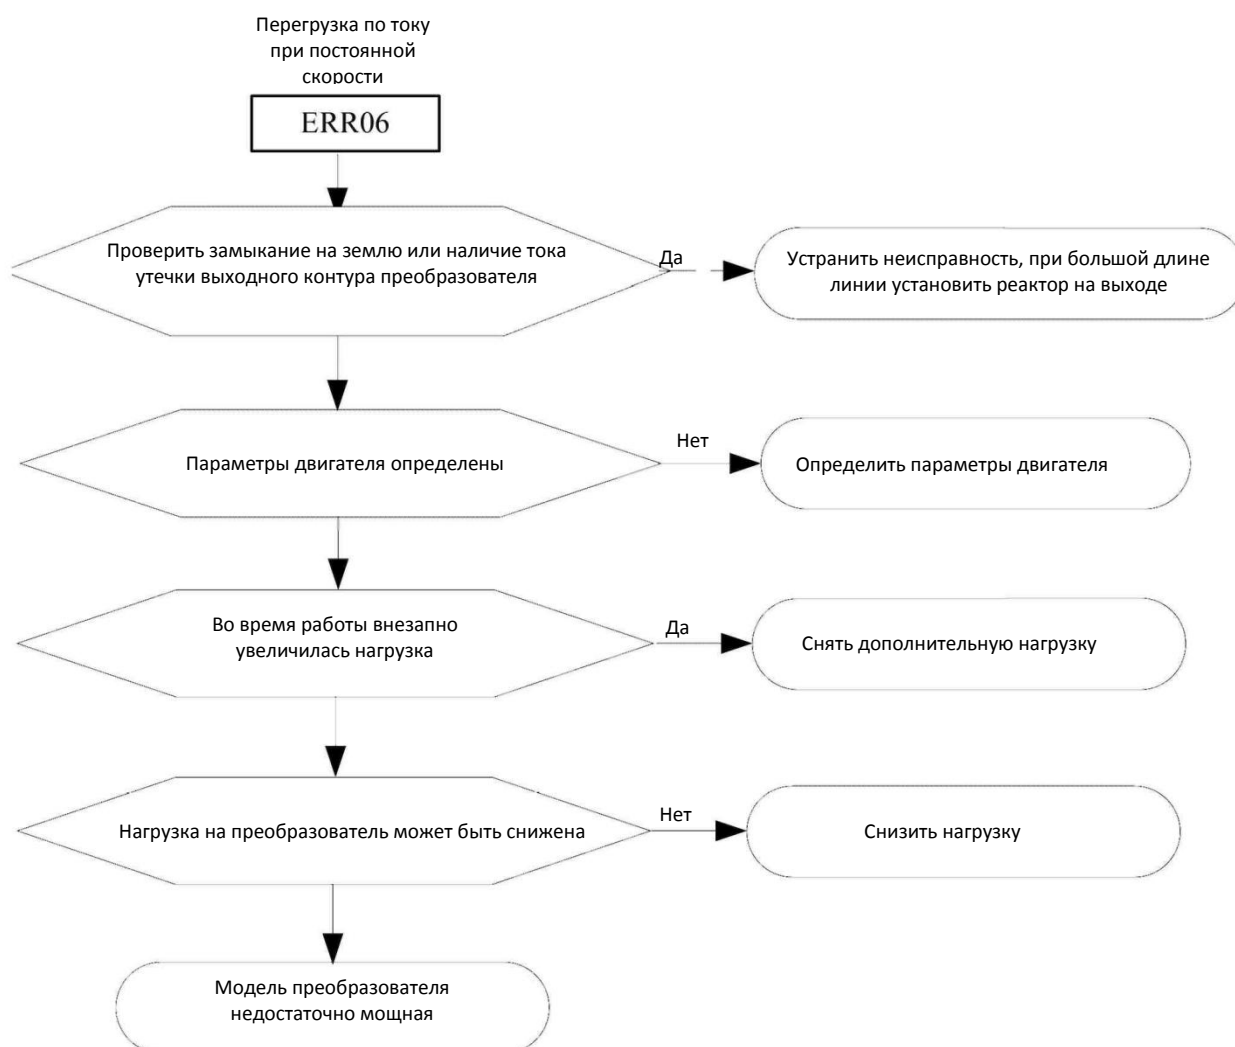 Перегрузка по току
при постоянной
скорости
ERR06
Проверить замыкание на землю или наличие тока
утечки выходного контура преобразователя
Да
Устранить неисправность, при большой длине
линии установить реактор на выходе
Параметры двигателя определены
Нет
Определить параметры двигателя
Во время работы внезапно
увеличилась нагрузка
Да
Снять дополнительную нагрузку
Нагрузка на преобразователь может быть снижена
Нет
Снизить нагрузку
Модель преобразователя
недостаточно мощная